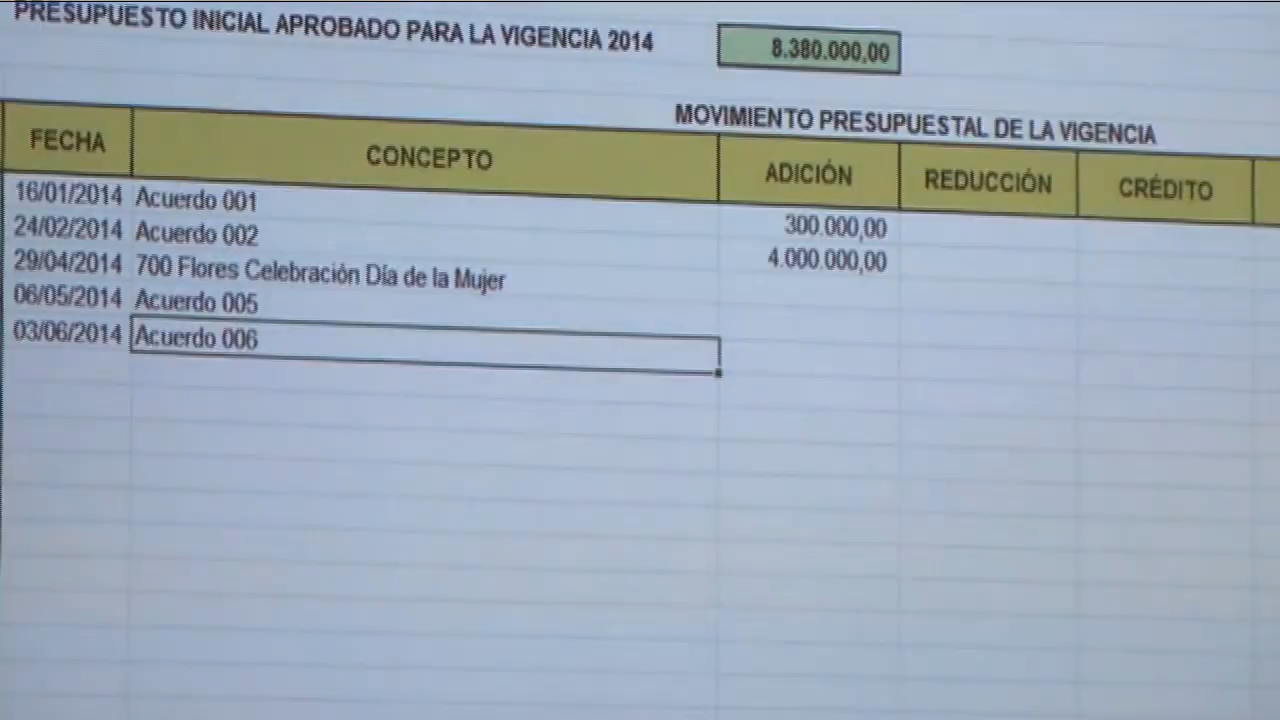 PRESUPUESTO INICIAL APROBADO PARA LA VIGENCIA 2014 8.380.000,00
MOVIMIENTO PRESUPUESTAL DE LA VIGENCIA
FECHA CONCEPTO ADICIÓN REDUCCIÓN CRÉDITO
16/01/2014 Acuerdo 001 300.000,00
24/02/2014 Acuerdo 002 4.000.000,00
29/04/2014 700 Flores Celebración Día de la Mujer
06/05/2014 Acuerdo 005
03/06/2014 Acuerdo 006